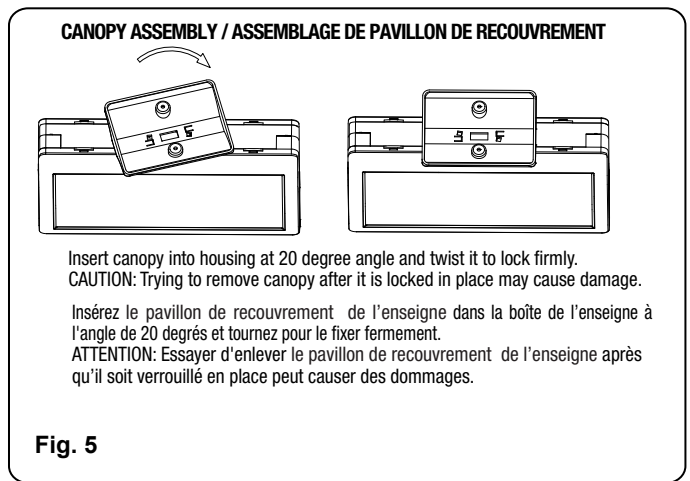 CANOPY ASSEMBLY / ASSEMBLAGE DE PAVILLON DE RECOUVREMENT
Insert canopy into housing at 20 degree angle and twist it to lock firmly.
CAUTION: Trying to remove canopy after it is locked in place may cause damage.
Insérez le pavillon de recouvrement de l’enseigne dans la boîte de l’enseigne à
l'angle de 20 degrés et tournez pour le fixer fermement.
ATTENTION: Essayer d'enlever le pavillon de recouvrement de l’enseigne après
qu’il soit verrouillé en place peut causer des dommages.
Fig. 5